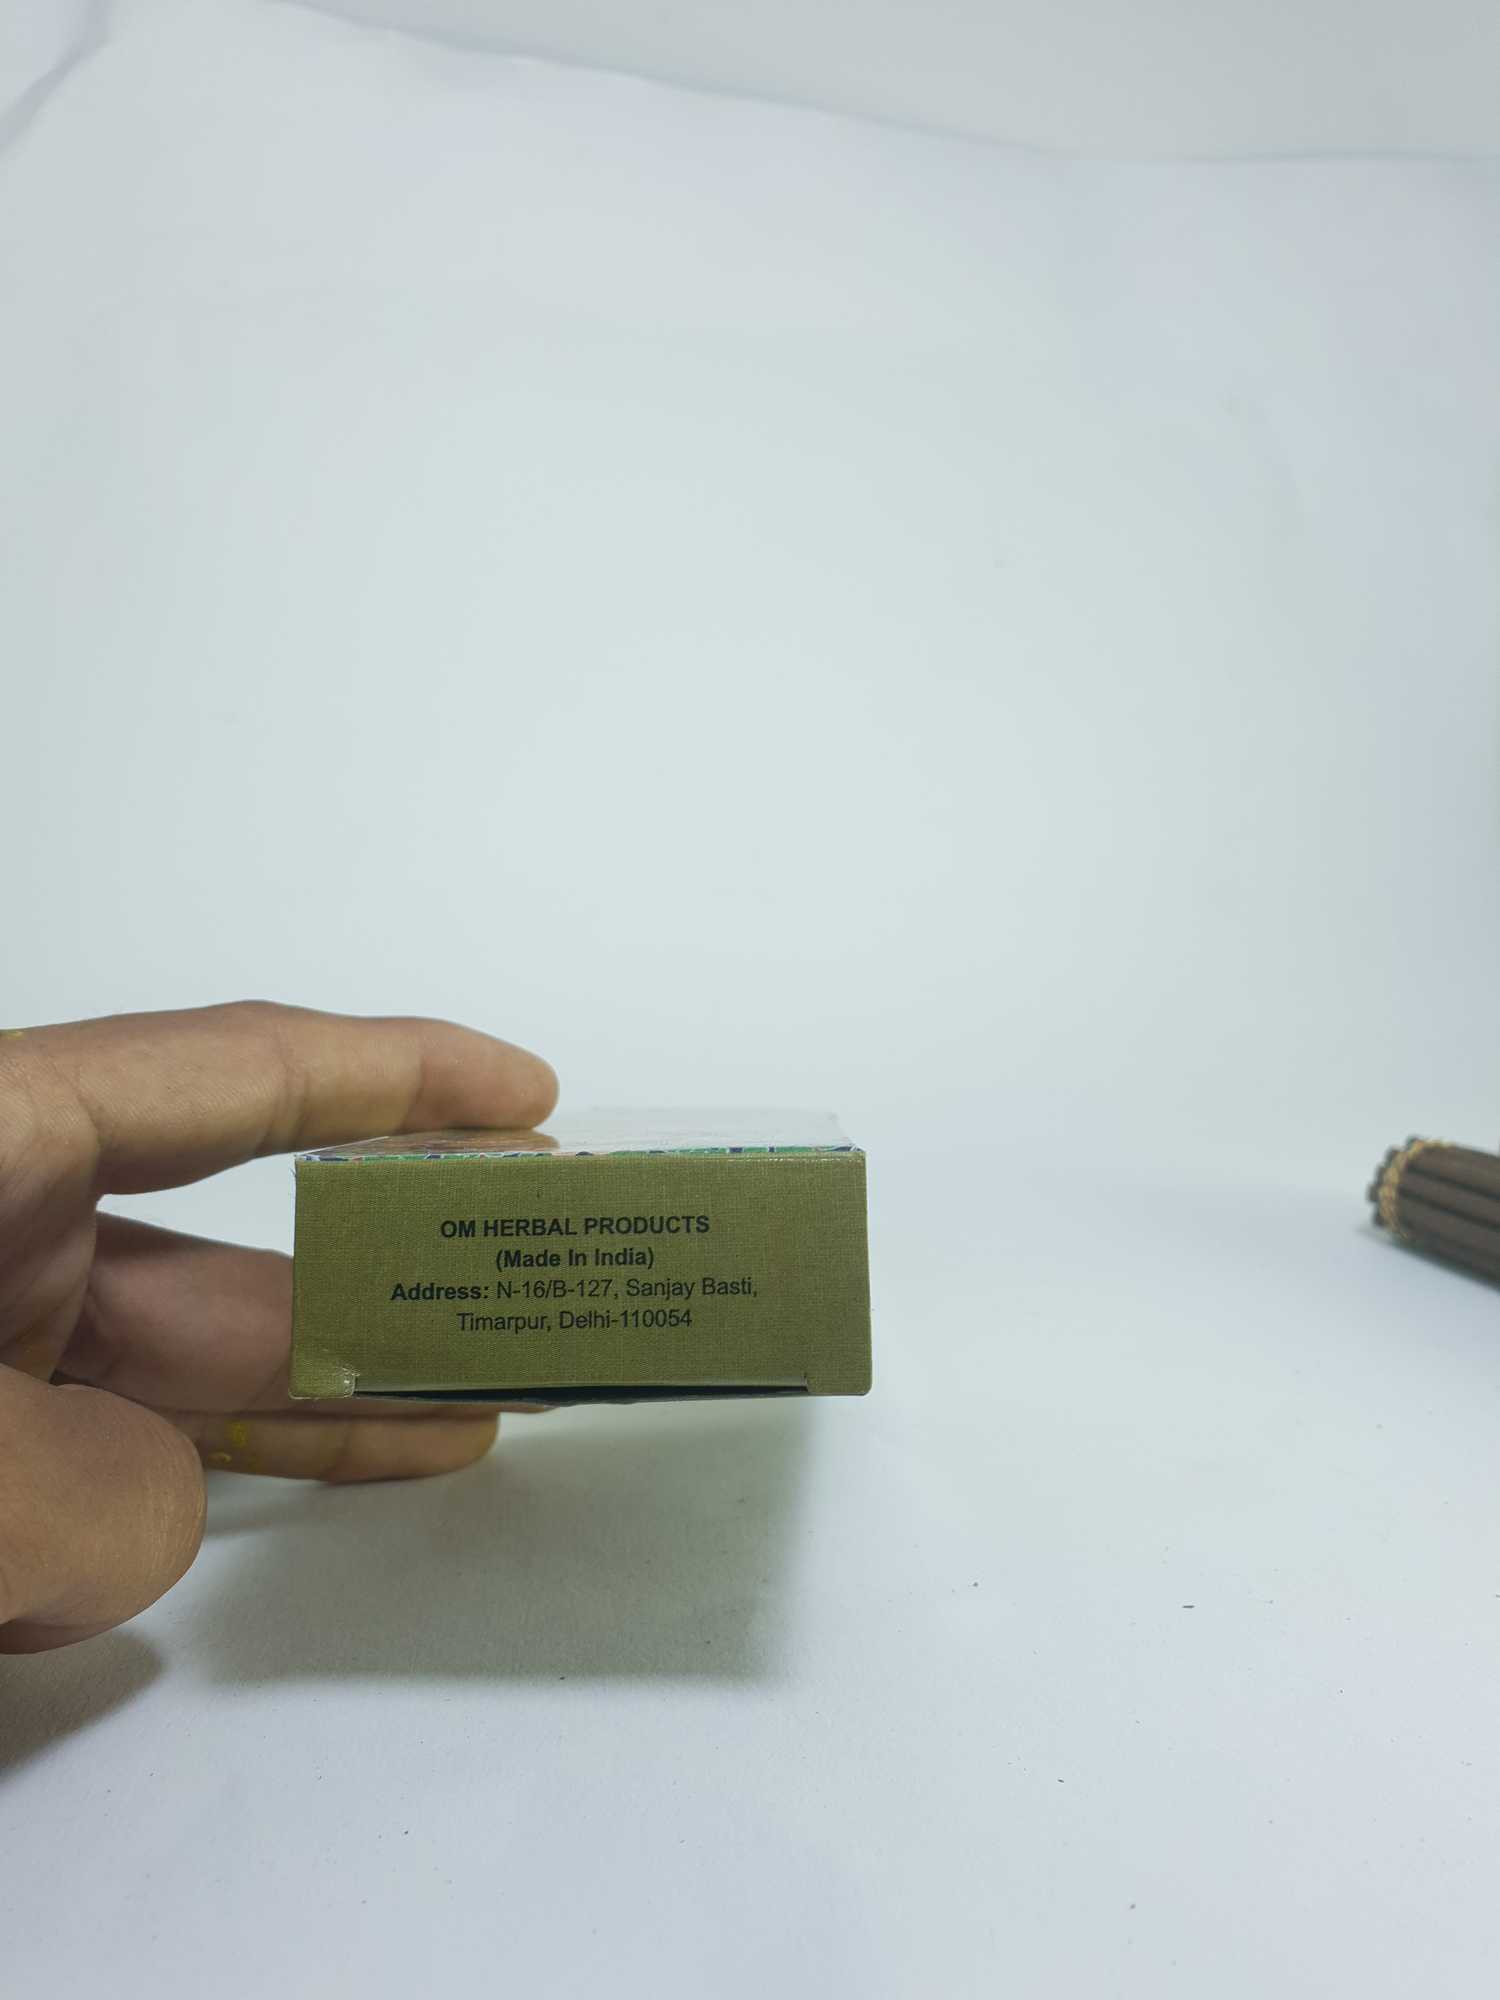 OM HERBAL PRODUCTS
(Made In India)
Address: N-16/B-127, Sanjay Basti,
Timarpur, Delhi-110054